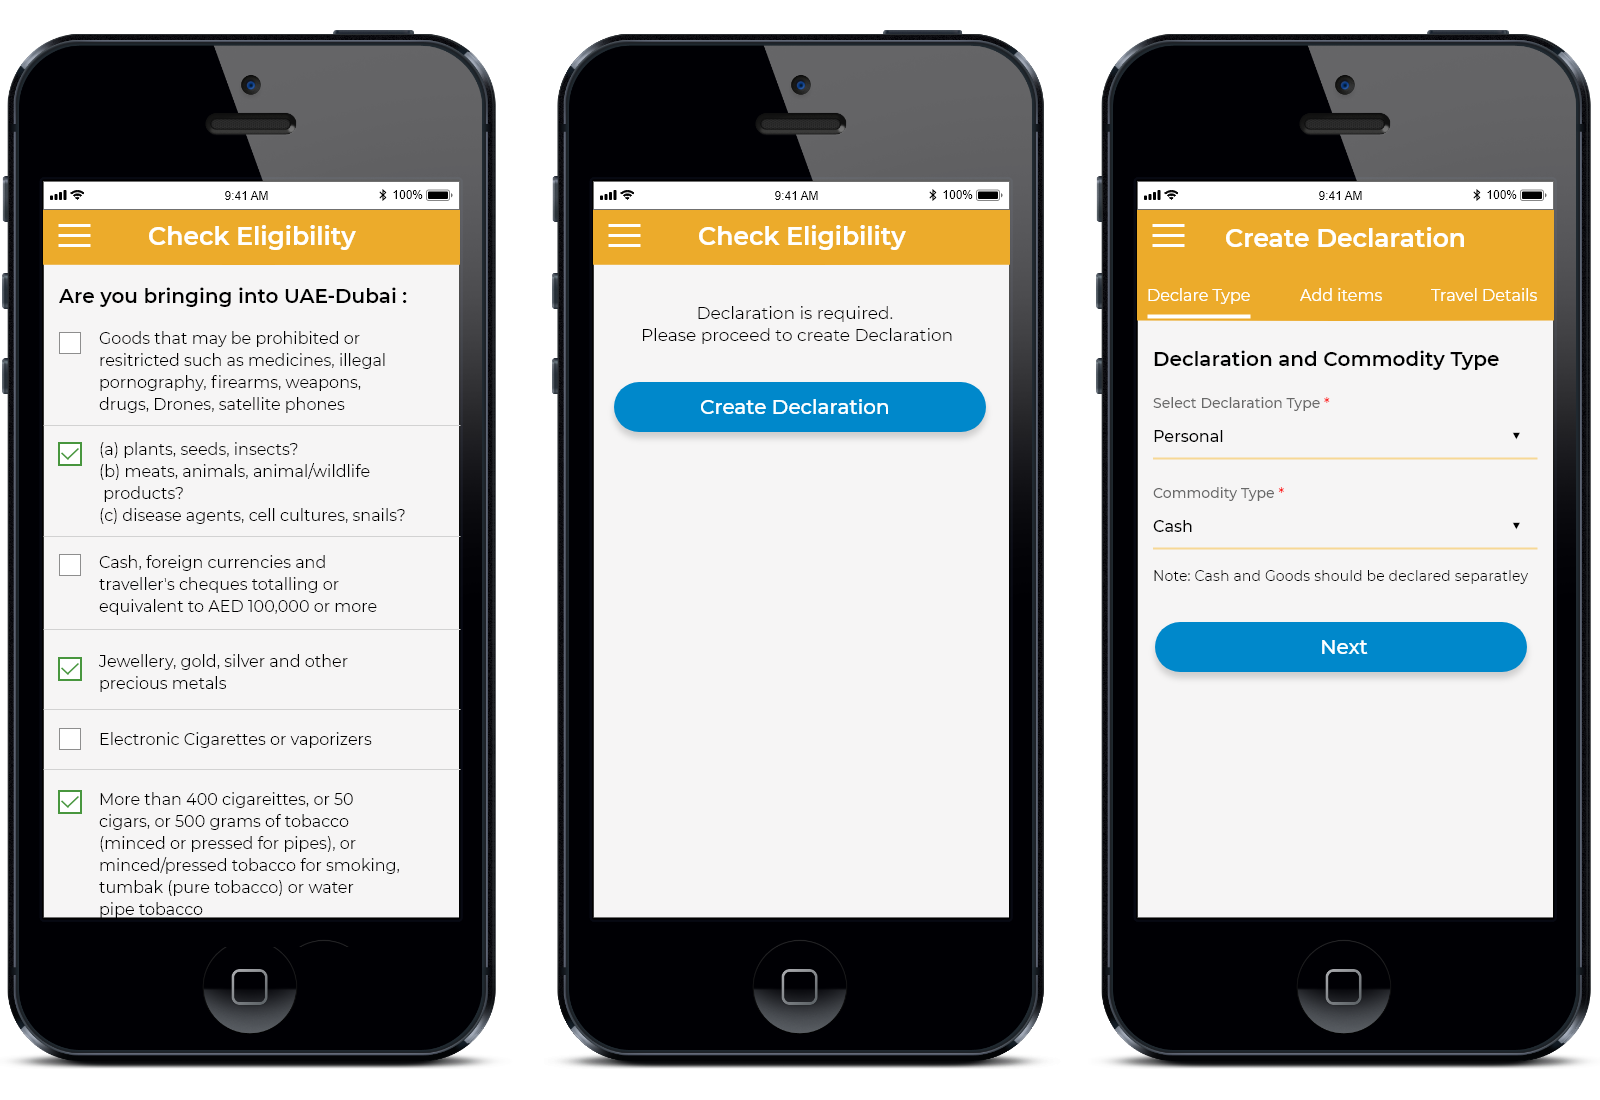 9:41 AM
100%
Check Eligibility
Are you bringing into UAE-Dubai :
Goods that may be prohibited or
resitricted such as medicines, illegal
pornography, firearms, weapons,
drugs, Drones, satellite phones
(a) plants, seeds, insects?
(b) meats, animals, animal/wildlife
products?
(c) disease agents, cell cultures, snails?
Cash, foreign currencies and
traveller's cheques totalling or
equivalent to AED 100,000 or more
Jewellery, gold, silver and other
precious metals
Electronic Cigarettes or vaporizers
More than 400 cigareittes, or 50
cigars, or 500 grams of tobacco
(minced or pressed for pipes), or
minced/pressed tobacco for smoking,
tumbak (pure tobacco) or water
pipe tobacco
9:41 AM
100%
Check Eligibility
Declaration is required.
Please proceed to create Declaration
Create Declaration
9:41 AM
100%
Create Declaration
Declare Type
Add items
Travel Details
Declaration and Commodity Type
Select Declaration Type *
Personal
Commodity Type *
Cash
Note: Cash and Goods should be declared separatley
Next